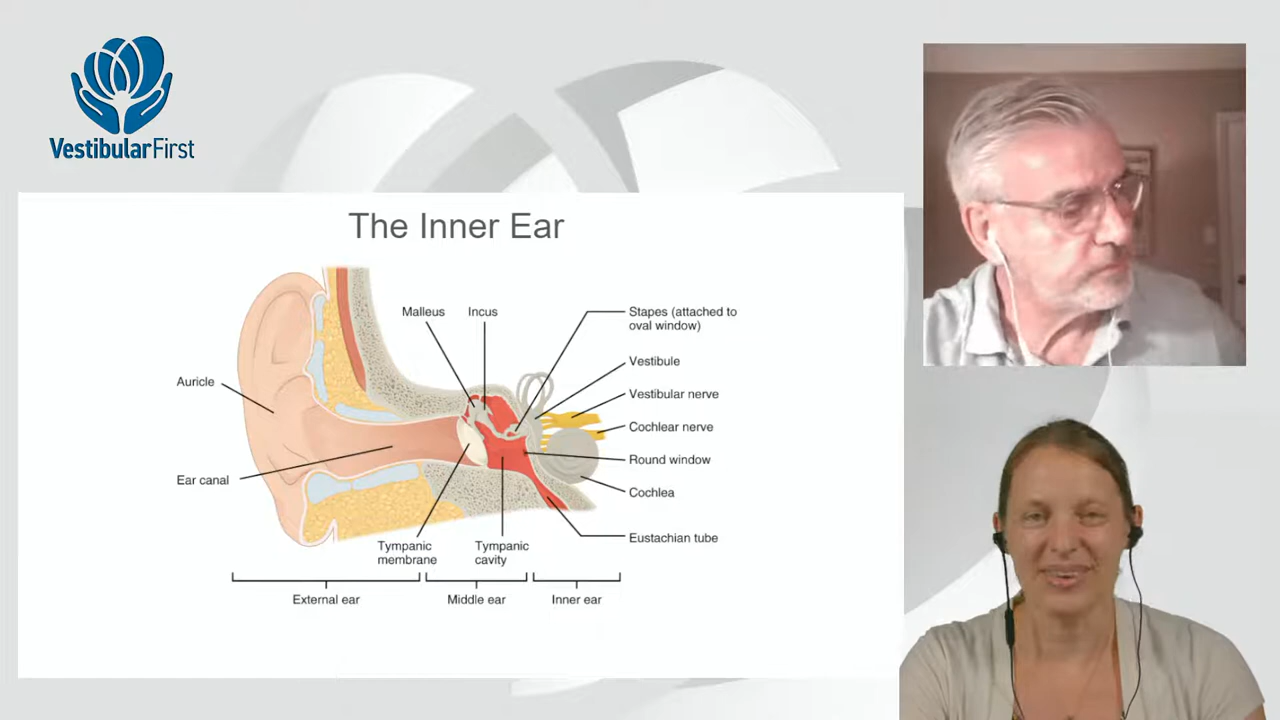 VestibularFirst
The Inner Ear
Malleus
Incus
Stapes (attached to
oval window)
Vestibule
Auricle
Vestibular nerve
Cochlear nerve
Round window
Ear canal
Cochlea
Eustachian tube
Tympanic
membrane
Tympanic
cavity
External ear
Middle ear
Inner ear